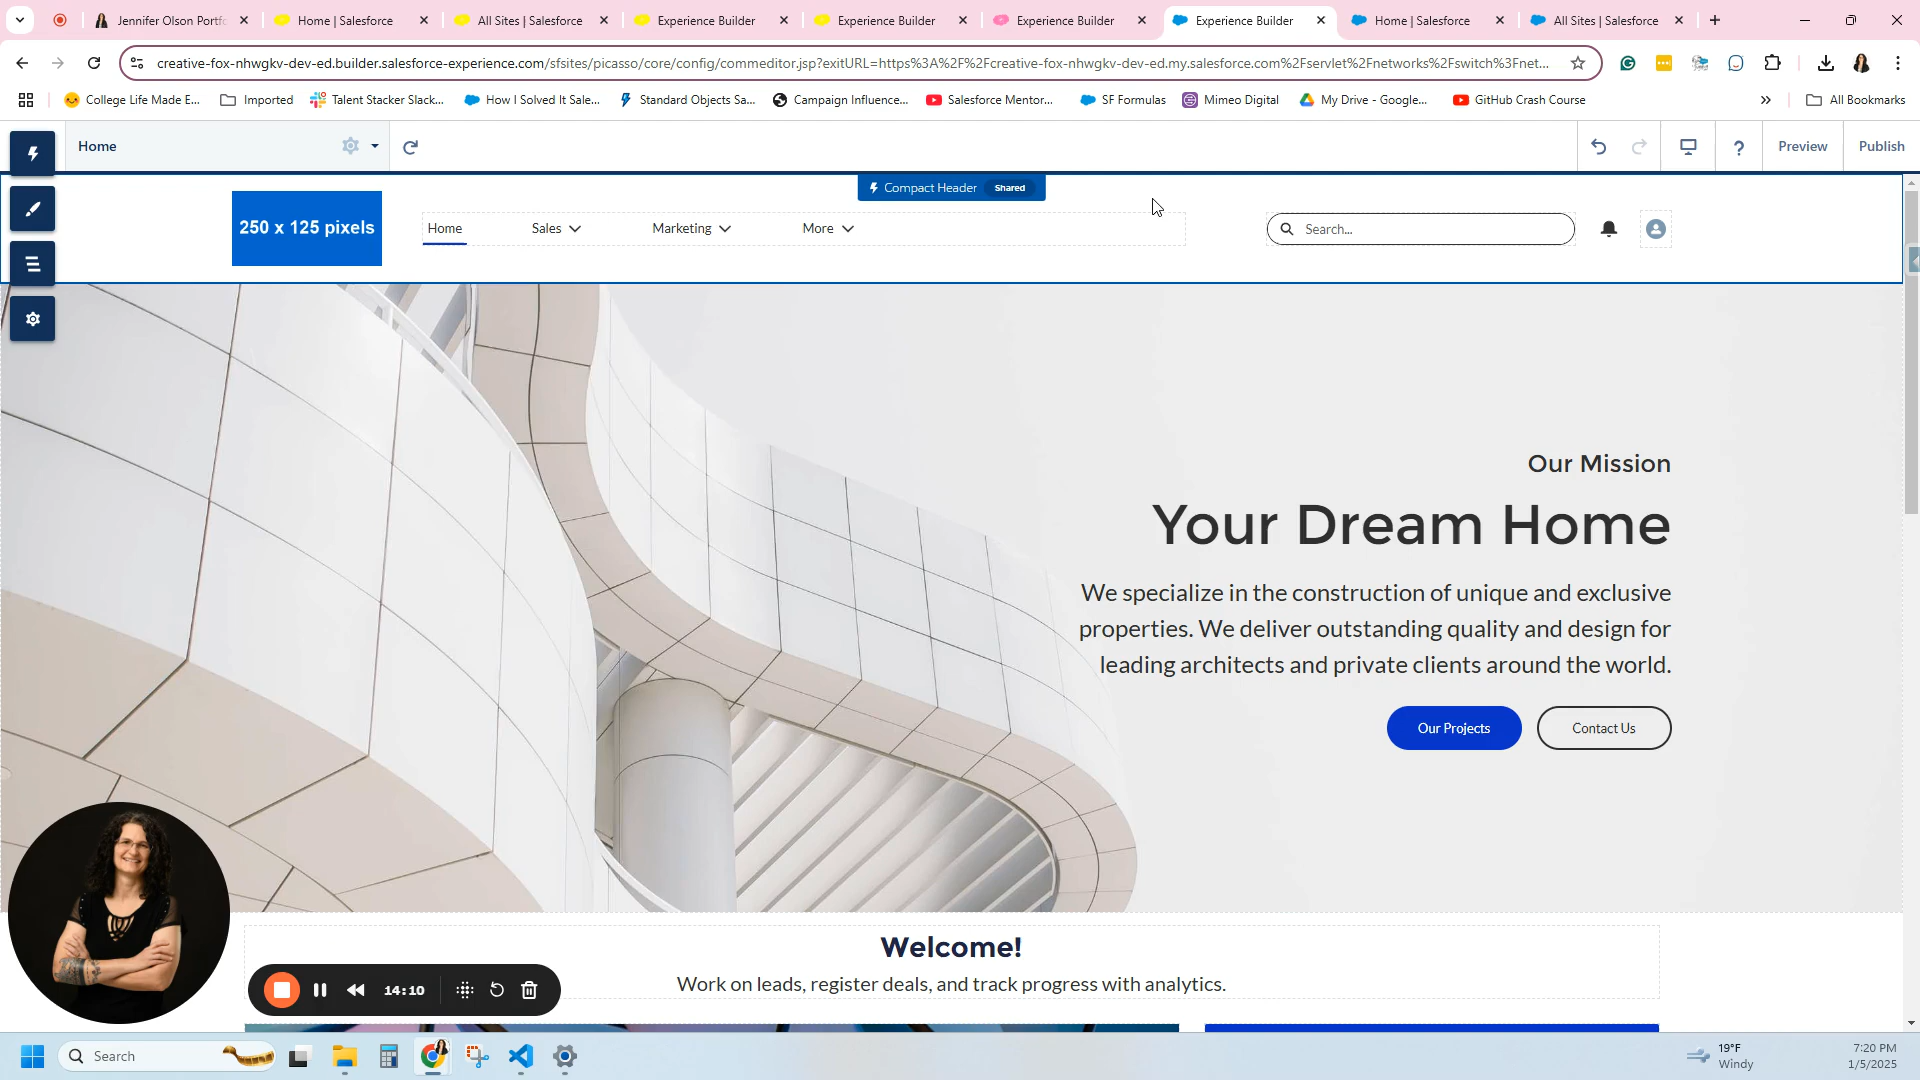 Jennifer Olson Portfo
Home | Salesforce
All Sites | Salesforce
Experience Builder
Experience Builder
Experience Builder
Experience Builder
Home | Salesforce
All Sites | Salesforce
creative-fox-nhwgkv-dev-ed.builder.salesforce-experience.com/sfsites/picasso/core/config/commeditor.jsp?exitURL=https%3A%2F%2Fcreative-fox-nhwgkv-dev-ed.my.salesforce.com%2Fservlet%2Fnetworks%2Fswitch%3Fnet...
College Life Made E...
Imported
Talent Stacker Slack...
How I Solved It Sale...
Standard Objects Sa...
Campaign Influence...
Salesforce Mentor...
SF Formulas
Mimeo Digital
My Drive - Google...
GitHub Crash Course
All Bookmarks
Home
?
Preview
Publish
Compact Header
Shared
250 x 125 pixels
Home
Sales
Marketing
More
Search...
Our Mission
Your Dream Home
We specialize in the construction of unique and exclusive
properties. We deliver outstanding quality and design for
leading architects and private clients around the world.
Our Projects
Contact Us
Welcome!
Work on leads, register deals, and track progress with analytics.
14:10
Search
19°F
Windy
7:20 PM
1/5/2025